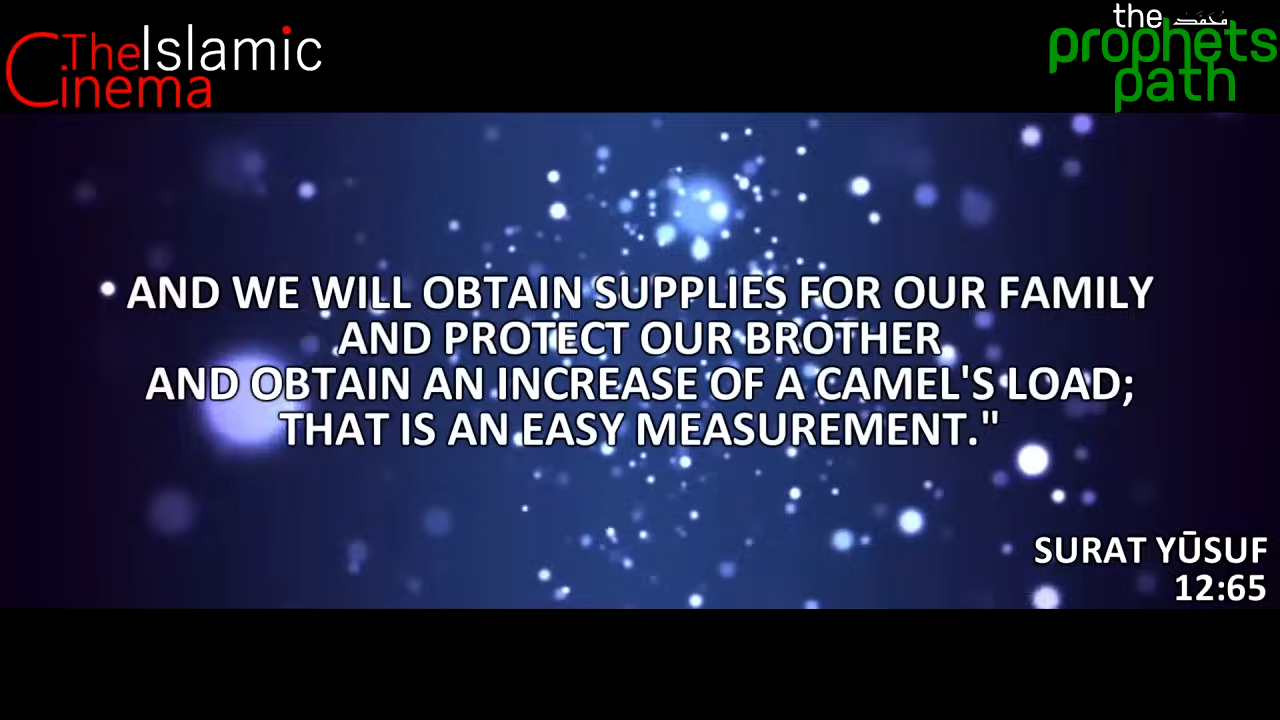 TheIslamic
Cinema
the محمد
prophets
path
AND WE WILL OBTAIN SUPPLIES FOR OUR FAMILY
AND PROTECT OUR BROTHER
AND OBTAIN AN INCREASE OF A CAMEL'S LOAD;
THAT IS AN EASY MEASUREMENT."
SURAT YŪSUF
12:65